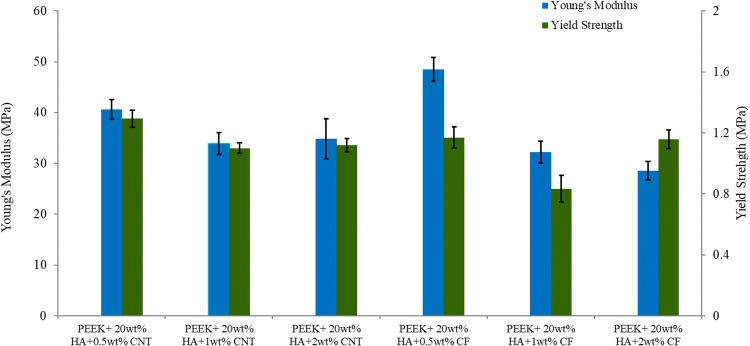 Young's Modulus
Yield Strength
Young's Modulus (MPa)
60
50
40
30
20
10
0
2
1.6
1.2
0.8
0.4
0
Yield Strehgth (MPa)
PEEK+ 20wt%
HA+0.5wt% CNT
PEEK+ 20wt%
HA+1wt% CNT
PEEK+ 20wt%
HA+2wt% CNT
PEEK+ 20wt%
HA+0.5wt% CF
PEEK+ 20wt%
HA+1wt% CF
PEEK+ 20wt%
HA+2wt% CF